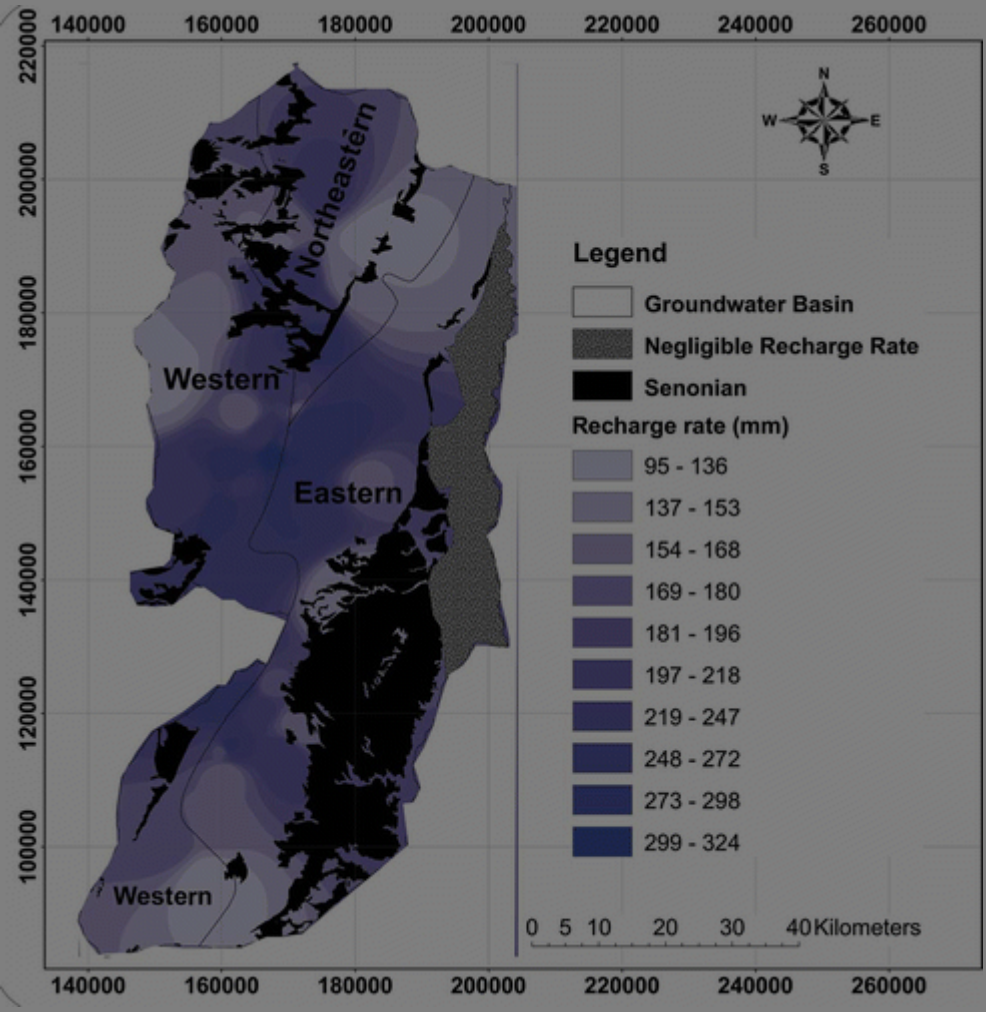 140000 160000 180000 200000 220000 240000 260000
220000
200000
180000
160000
140000
120000
100000
N
W E
S
Northeastern
Western
Eastern
Western
Legend
Groundwater Basin
Negligible Recharge Rate
Senonian
Recharge rate (mm)
95 - 136
137 - 153
154 - 168
169 - 180
181 - 196
197 - 218
219 - 247
248 - 272
273 - 298
299 - 324
0 5 10 20 30 40 Kilometers
140000 160000 180000 200000 220000 240000 260000